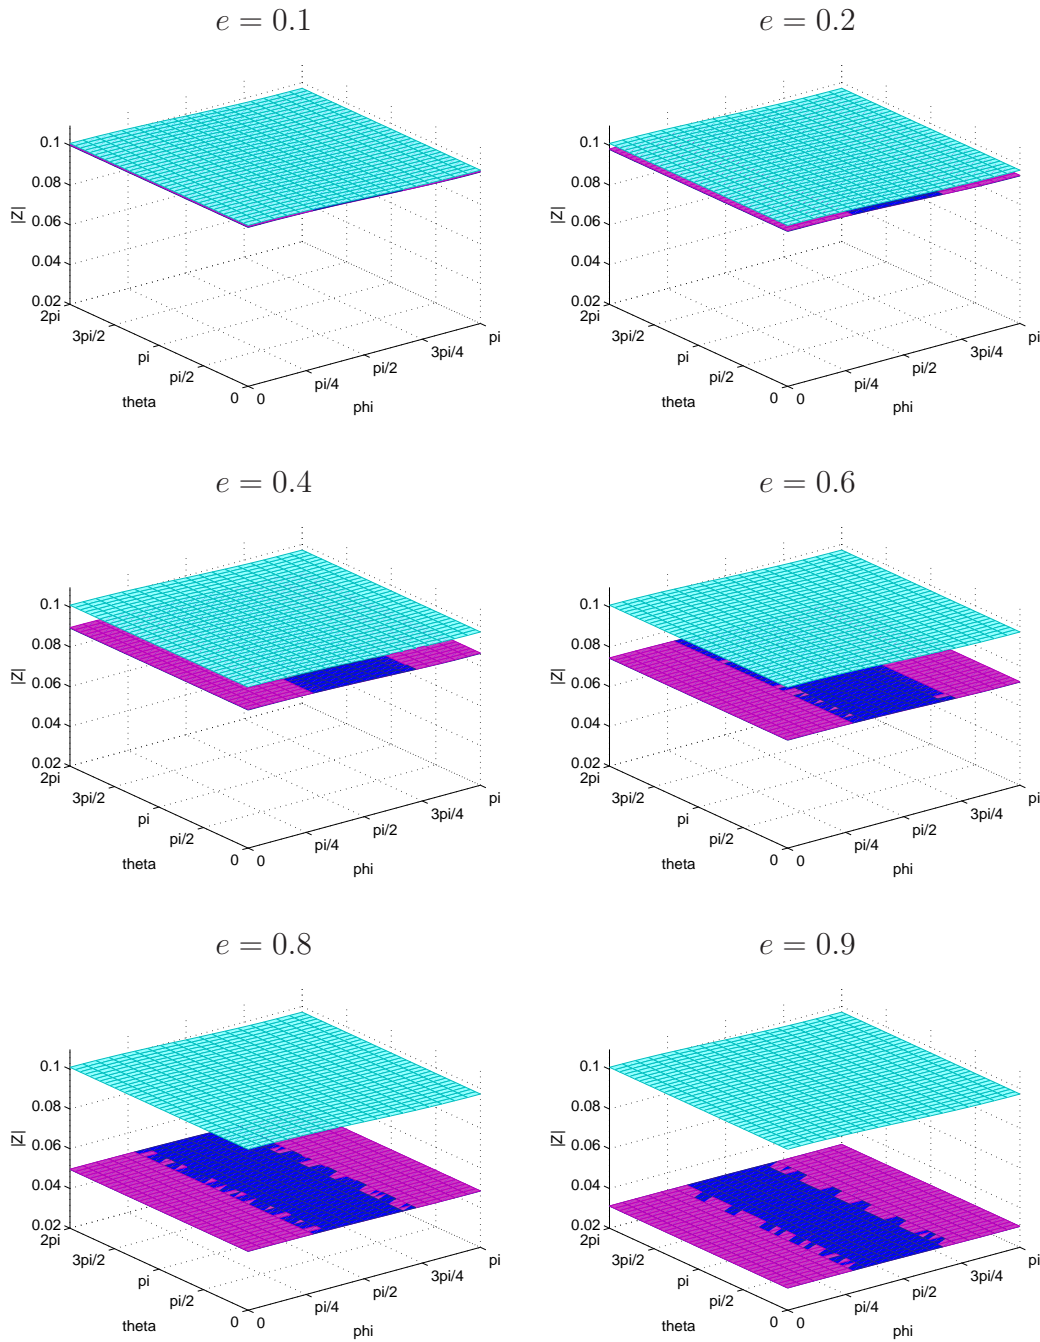 e = 0.1
0.1
0.08
0.06
0.04
0.02
|Z|
2pi
3pi/2
pi
pi/2
0
theta
0
pi/4
pi/2
3pi/4
pi
phi
e = 0.2
0.1
0.08
0.06
0.04
0.02
|Z|
2pi
3pi/2
pi
pi/2
0
theta
0
pi/4
pi/2
3pi/4
pi
phi
e = 0.4
0.1
0.08
0.06
0.04
0.02
|Z|
2pi
3pi/2
pi
pi/2
0
theta
0
pi/4
pi/2
3pi/4
pi
phi
e = 0.6
0.1
0.08
0.06
0.04
0.02
|Z|
2pi
3pi/2
pi
pi/2
0
theta
0
pi/4
pi/2
3pi/4
pi
phi
e = 0.8
0.1
0.08
0.06
0.04
0.02
|Z|
2pi
3pi/2
pi
pi/2
0
theta
0
pi/4
pi/2
3pi/4
pi
phi
e = 0.9
0.1
0.08
0.06
0.04
0.02
|Z|
2pi
3pi/2
pi
pi/2
0
theta
0
pi/4
pi/2
3pi/4
pi
phi